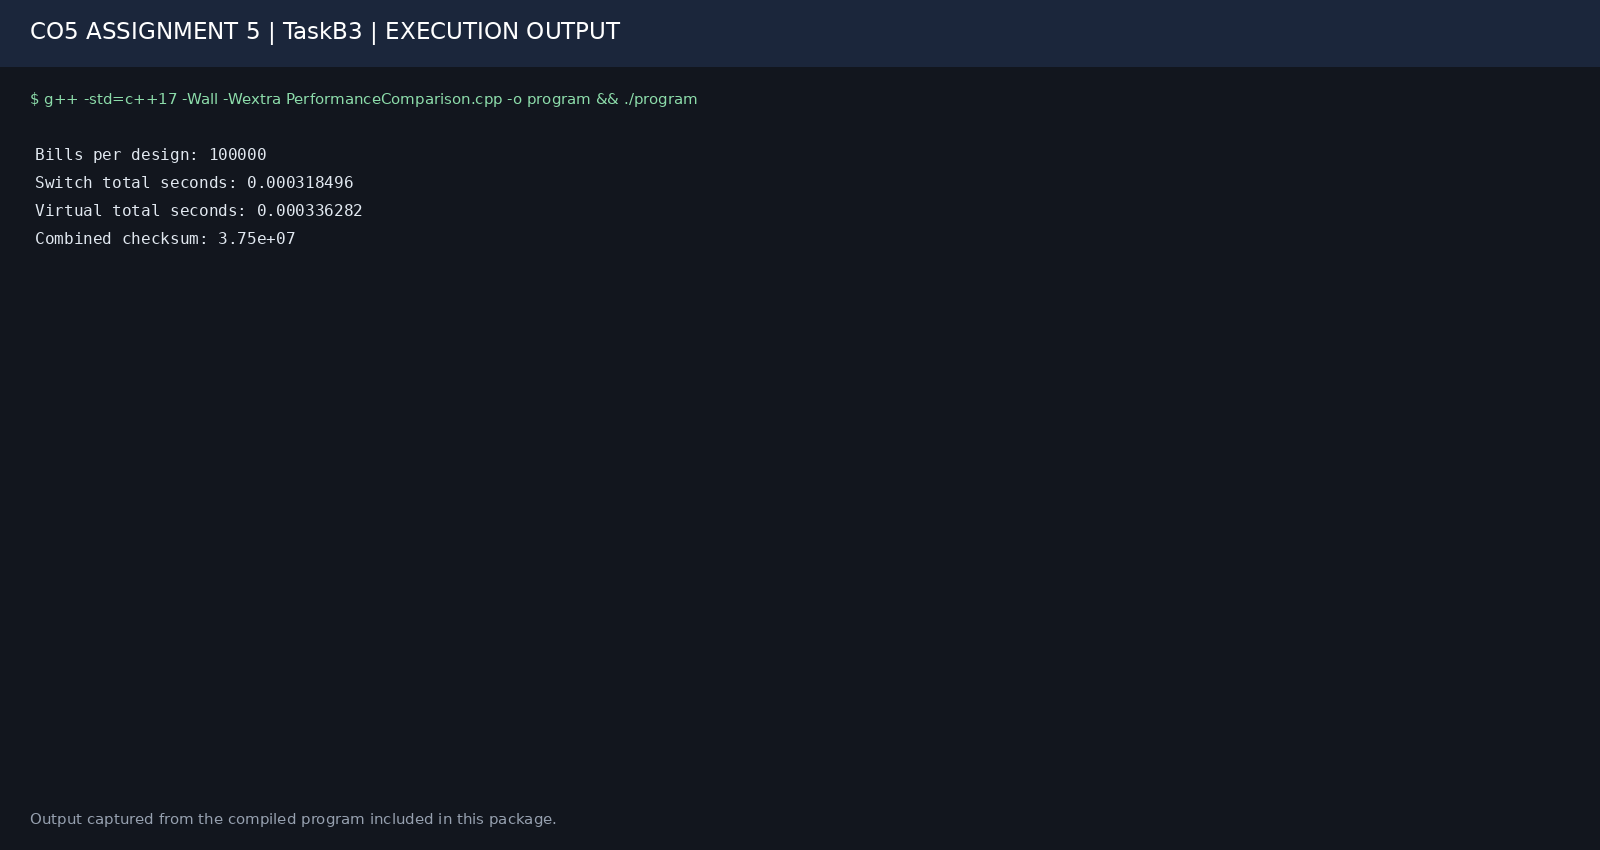 CO5 ASSIGNMENT 5 | TaskB3 | EXECUTION OUTPUT
$ g++ -std=c++17 -Wall -Wextra PerformanceComparison.cpp -o program && ./program
Bills per design: 100000
Switch total seconds: 0.000318496
Virtual total seconds: 0.000336282
Combined checksum: 3.75e+07
Output captured from the compiled program included in this package.